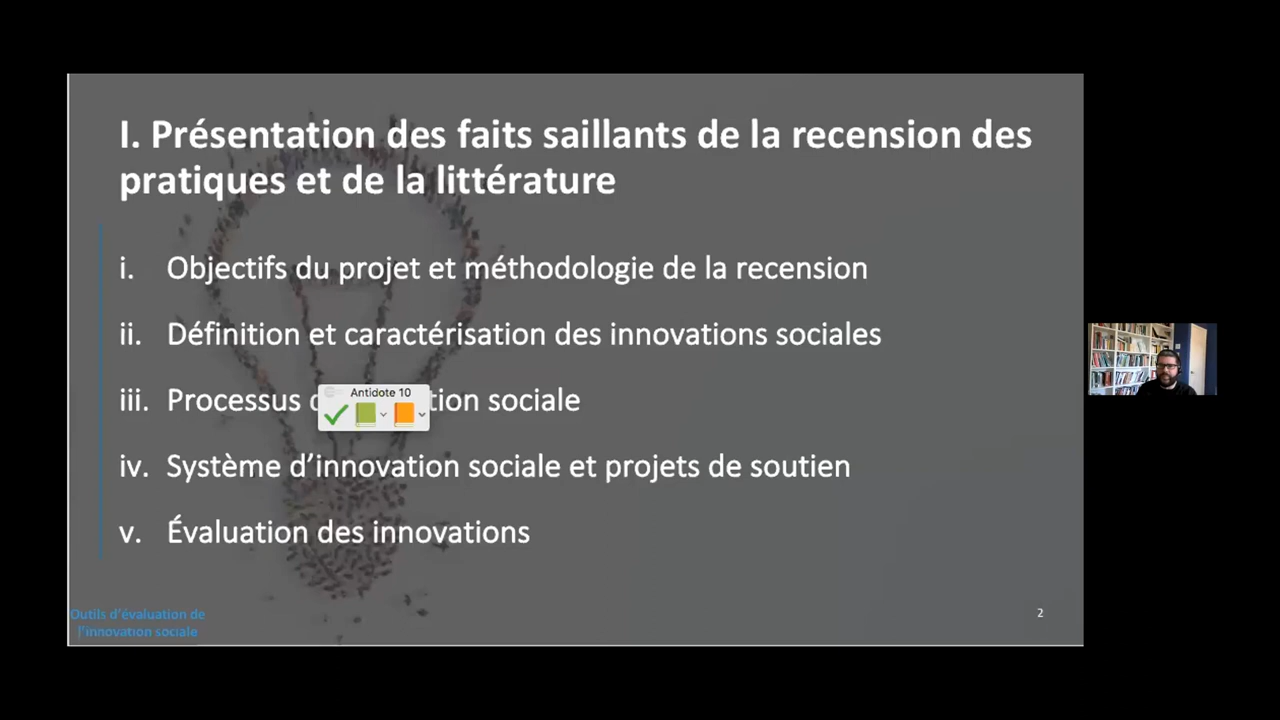 I. Présentation des faits saillants de la recension des
pratiques et de la littérature
i. Objectifs du projet et méthodologie de la recension
ii. Définition et caractérisation des innovations sociales
iii. Processus tion sociale
Antidote 10
iv. Système d’innovation sociale et projets de soutien
v. Évaluation des innovations
Outils d’évaluation de
l’innovation sociale
2